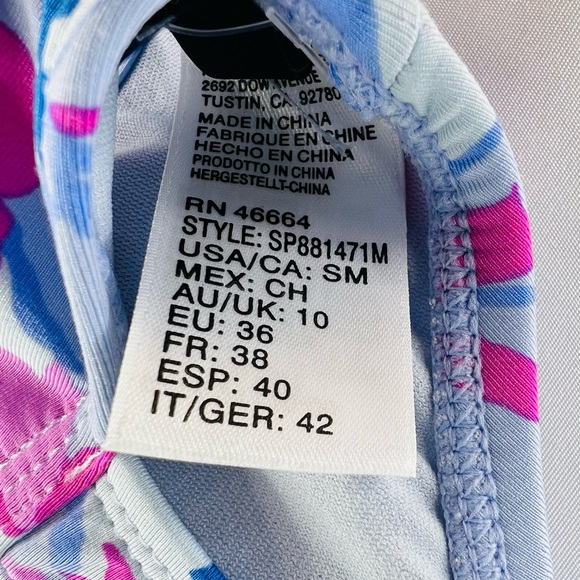 2692 DOW AVENUE
TUSTIN, CA 92780
MADE IN CHINA
FABRIQUE EN CHINE
HECHO EN CHINA
PRODOTTO IN CHINA
HERGESTELLT-CHINA
RN 46664
STYLE: SP881471M
USA/CA: SM
MEX: CH
AU/UK: 10
EU: 36
FR: 38
ESP: 40
IT/GER: 42